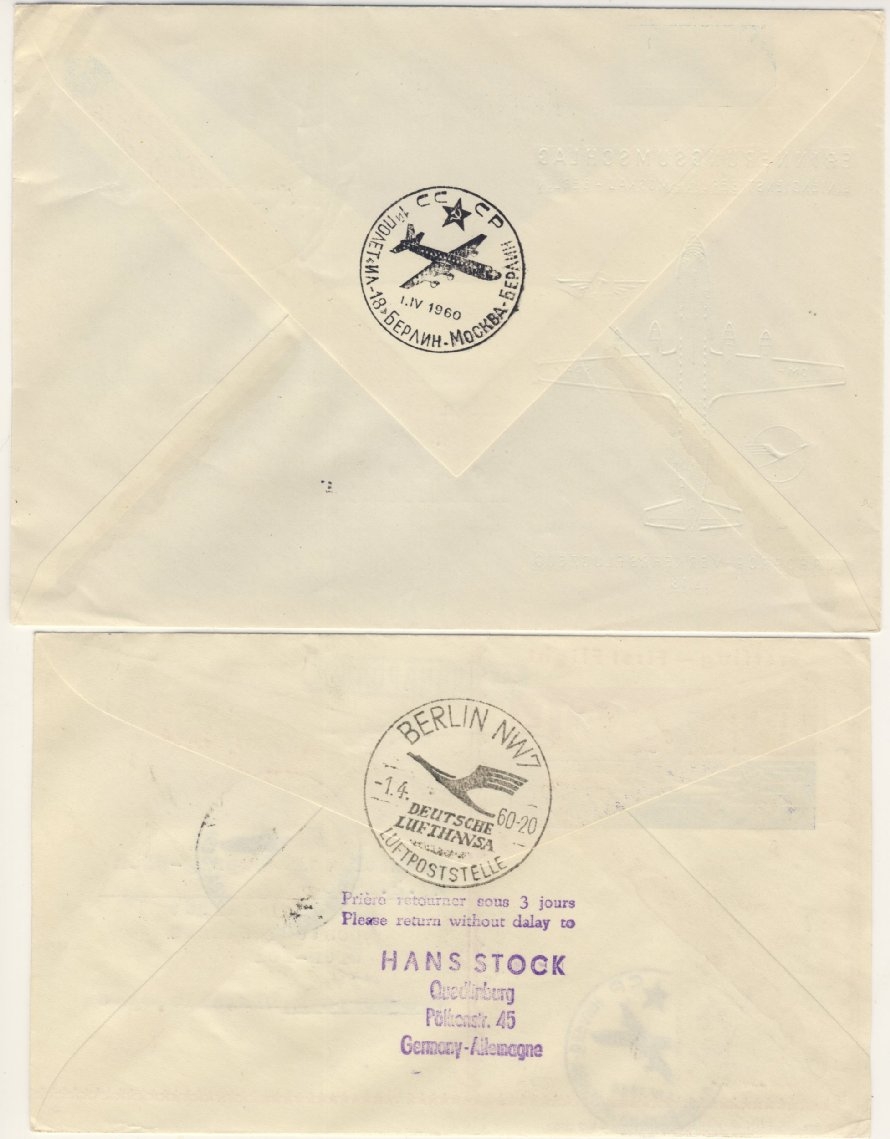 СССР
1й ПОЛЕТ «ИЛ-18» БЕРЛИН-МОСКВА-БЕРЛИН
1.IV 1960
BERLIN NW7
-1.4.60-20
DEUTSCHE
LUFTHANSA
LUFTPOSTSTELLE
Prière retourner sous 3 jours
Please return without dalay to
HANS STOCK
Quedlinburg
Pölkenstr. 45
Germany-Allemagne